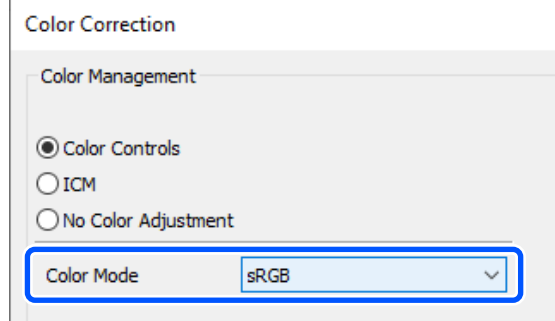 Color Correction
Color Management
Color Controls
ICM
No Color Adjustment
Color Mode sRGB